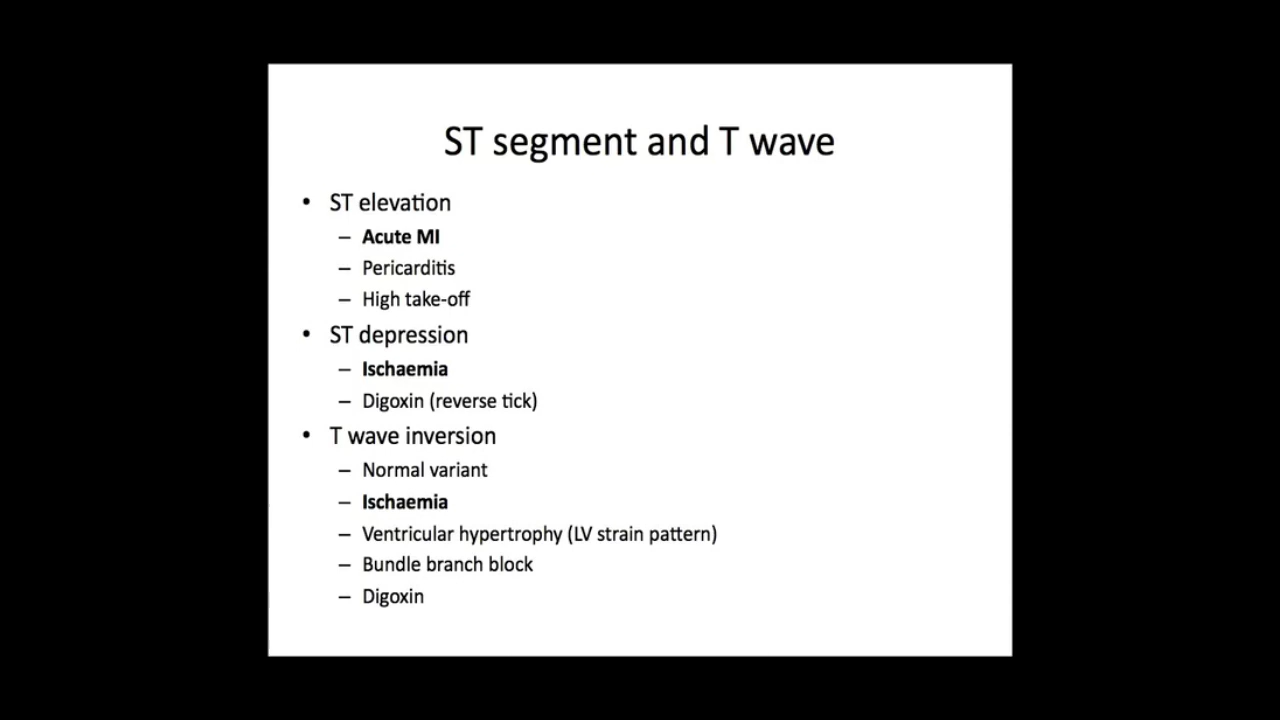 ST segment and T wave
• ST elevation
– Acute MI
– Pericarditis
– High take-off
• ST depression
– Ischaemia
– Digoxin (reverse tick)
• T wave inversion
– Normal variant
– Ischaemia
– Ventricular hypertrophy (LV strain pattern)
– Bundle branch block
– Digoxin